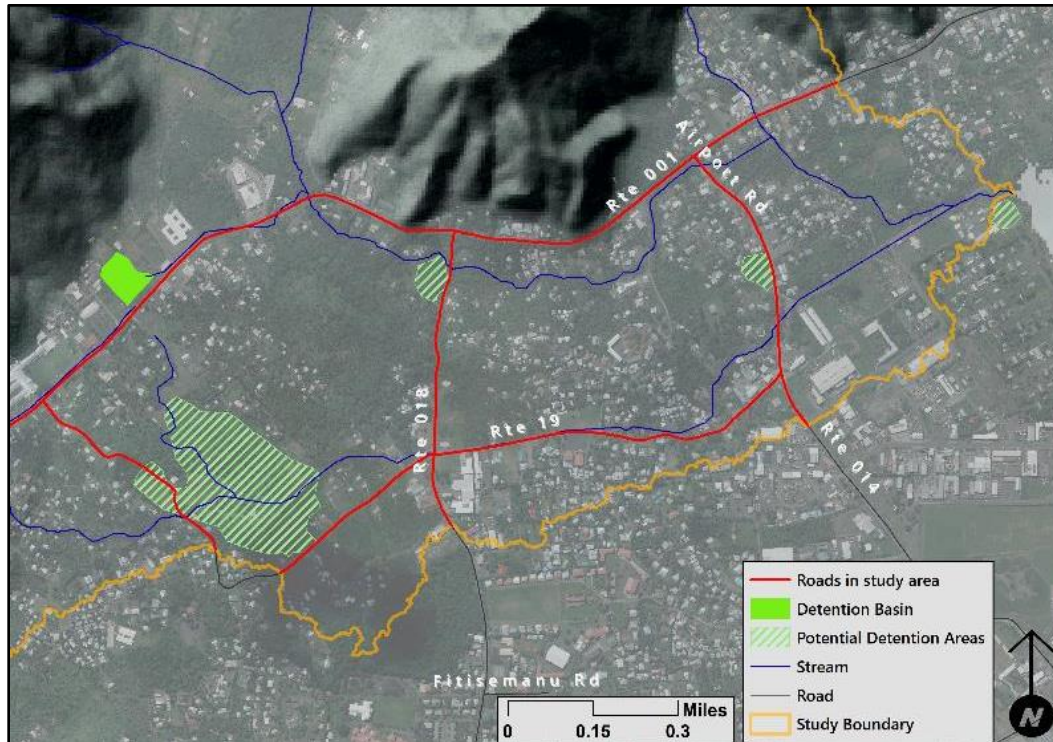 Rte 001
Airport Rd
Rte 018
Rte 19
Rte 014
Fitisemanu Rd
Roads in study area
Detention Basin
Potential Detention Areas
Stream
Road
Study Boundary
Miles
0 0.15 0.3
N